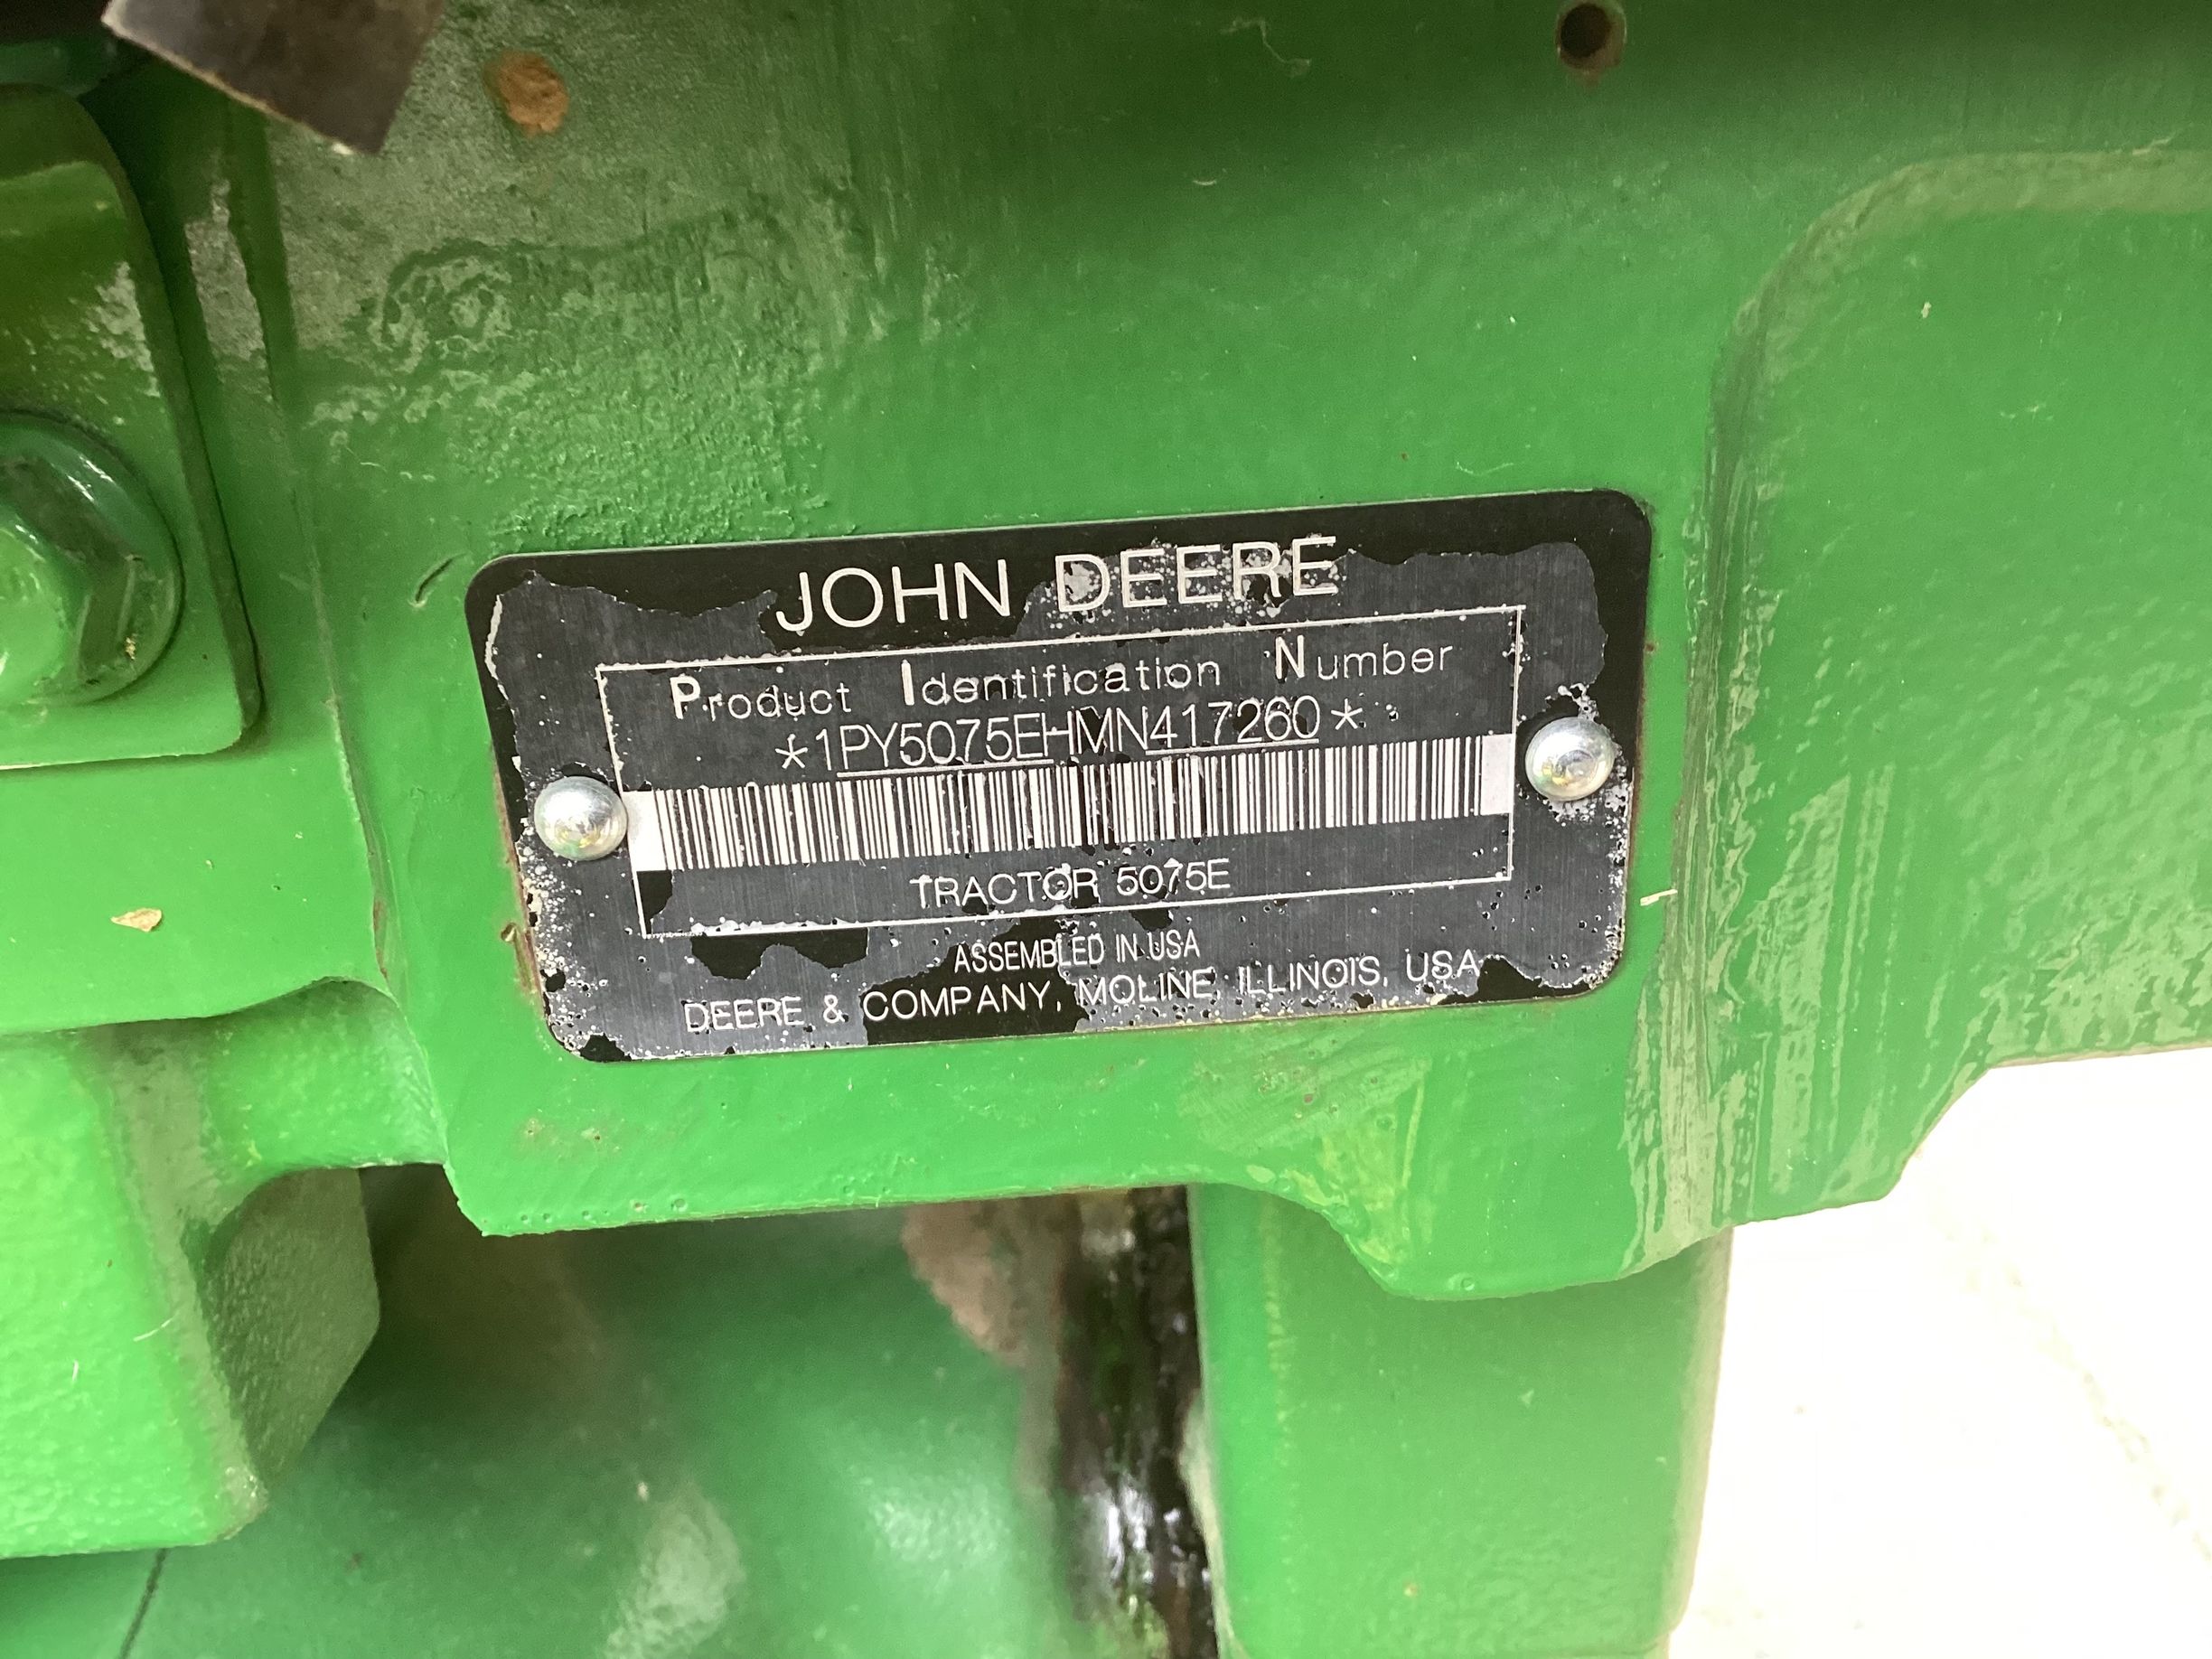 JOHN DEERE
Product Identification Number
*1PY5075EHMN417260*
TRACTOR 5075E
ASSEMBLED IN USA
DEERE & COMPANY, MOLINE, ILLINOIS, USA